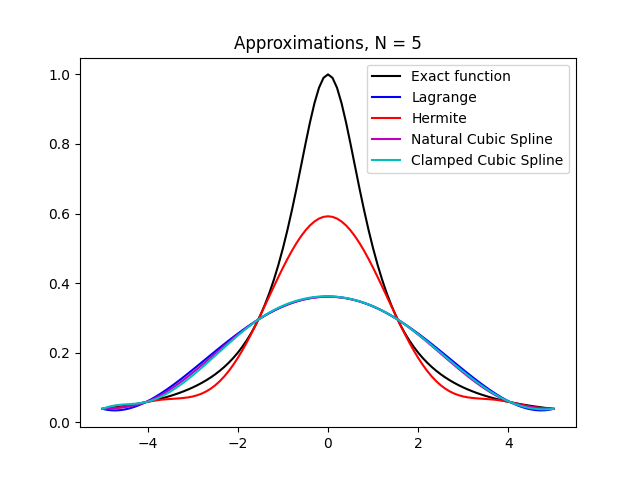 Approximations, N = 5
Exact function
Lagrange
Hermite
Natural Cubic Spline
Clamped Cubic Spline
1.0
0.8
0.6
0.4
0.2
0.0
−4 −2 0 2 4